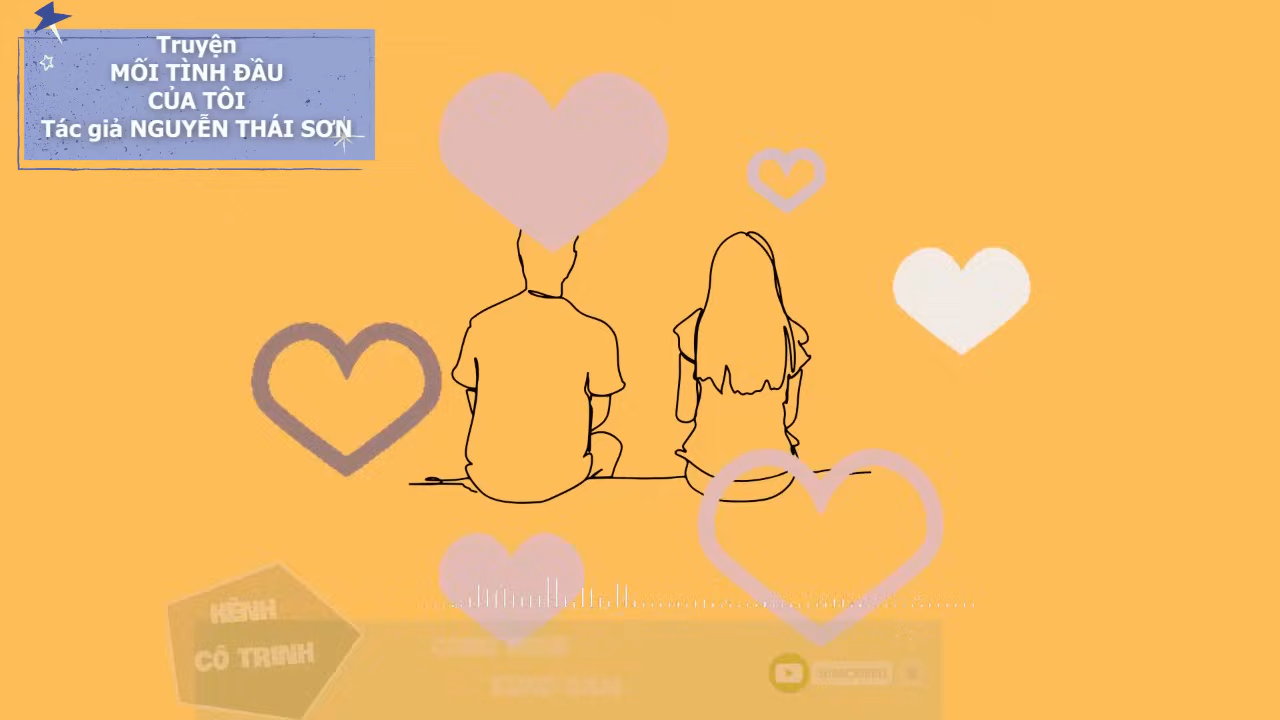 Truyện
MỐI TÌNH ĐẦU
CỦA TÔI
Tác giả NGUYỄN THÁI SƠN
KÊNH
CÔ TRINH